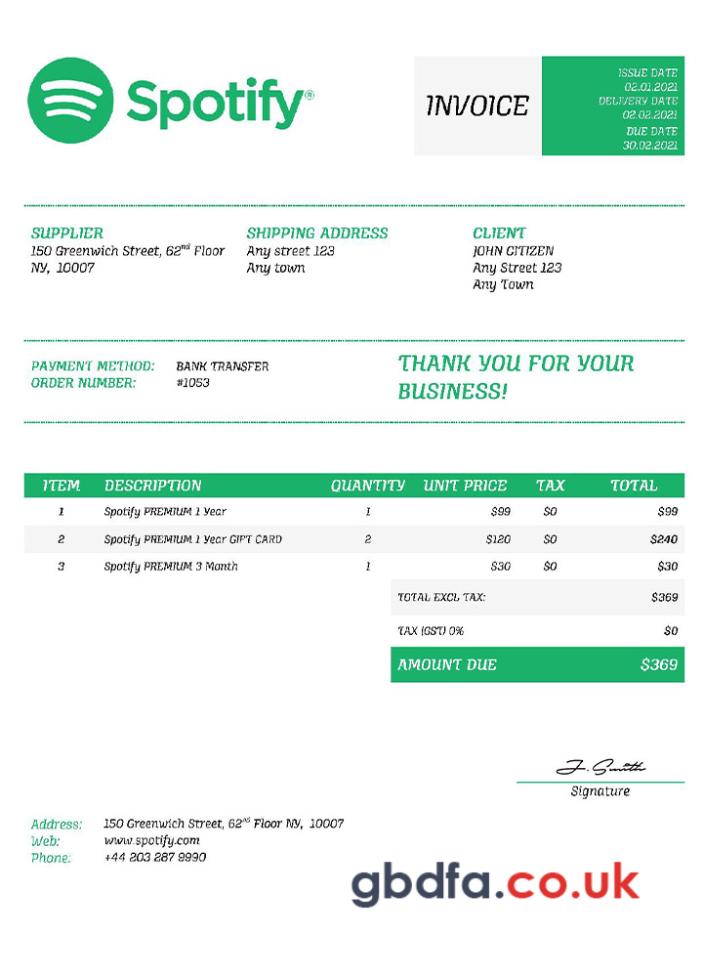 Spotify®
INVOICE
ISSUE DATE
02.01.2021
DELIVERY DATE
02.02.2021
DUE DATE
30.02.2021
SUPPLIER
150 Greenwich Street, 62nd Floor
NY, 10007
SHIPPING ADDRESS
Any street 123
Any town
CLIENT
JOHN CITIZEN
Any Street 123
Any Town
PAYMENT METHOD: BANK TRANSFER
ORDER NUMBER: #1053
THANK YOU FOR YOUR
BUSINESS!
ITEM DESCRIPTION QUANTITY UNIT PRICE TAX TOTAL
1 Spotify PREMIUM 1 Year 1 $99 $0 $99
2 Spotify PREMIUM 1 Year GIFT CARD 2 $120 $0 $240
3 Spotify PREMIUM 3 Month 1 $30 $0 $30
TOTAL EXCL TAX: $369
TAX (GST) 0% $0
AMOUNT DUE $369
J. Smith
Signature
Address: 150 Greenwich Street, 62nd Floor NY, 10007
Web: www.spotify.com
Phone: +44 203 287 9990
gbdfa.co.uk